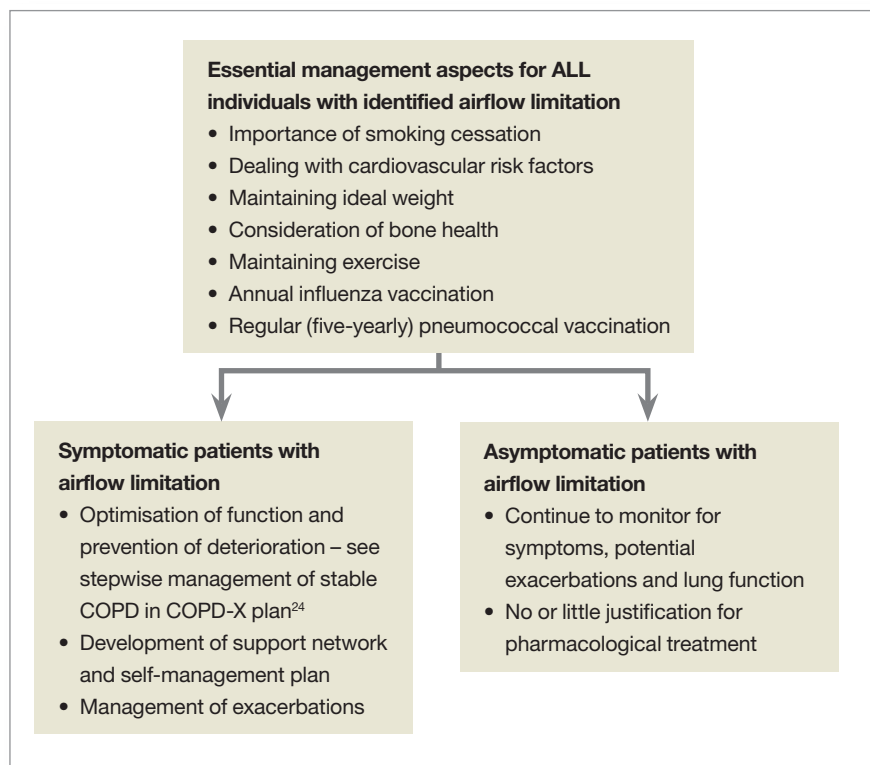 Essential management aspects for ALL
individuals with identified airflow limitation
• Importance of smoking cessation
• Dealing with cardiovascular risk factors
• Maintaining ideal weight
• Consideration of bone health
• Maintaining exercise
• Annual influenza vaccination
• Regular (five-yearly) pneumococcal vaccination
Symptomatic patients with
airflow limitation
• Optimisation of function and
prevention of deterioration – see
stepwise management of stable
COPD in COPD-X plan²⁴
• Development of support network
and self-management plan
• Management of exacerbations
Asymptomatic patients with
airflow limitation
• Continue to monitor for
symptoms, potential
exacerbations and lung function
• No or little justification for
pharmacological treatment